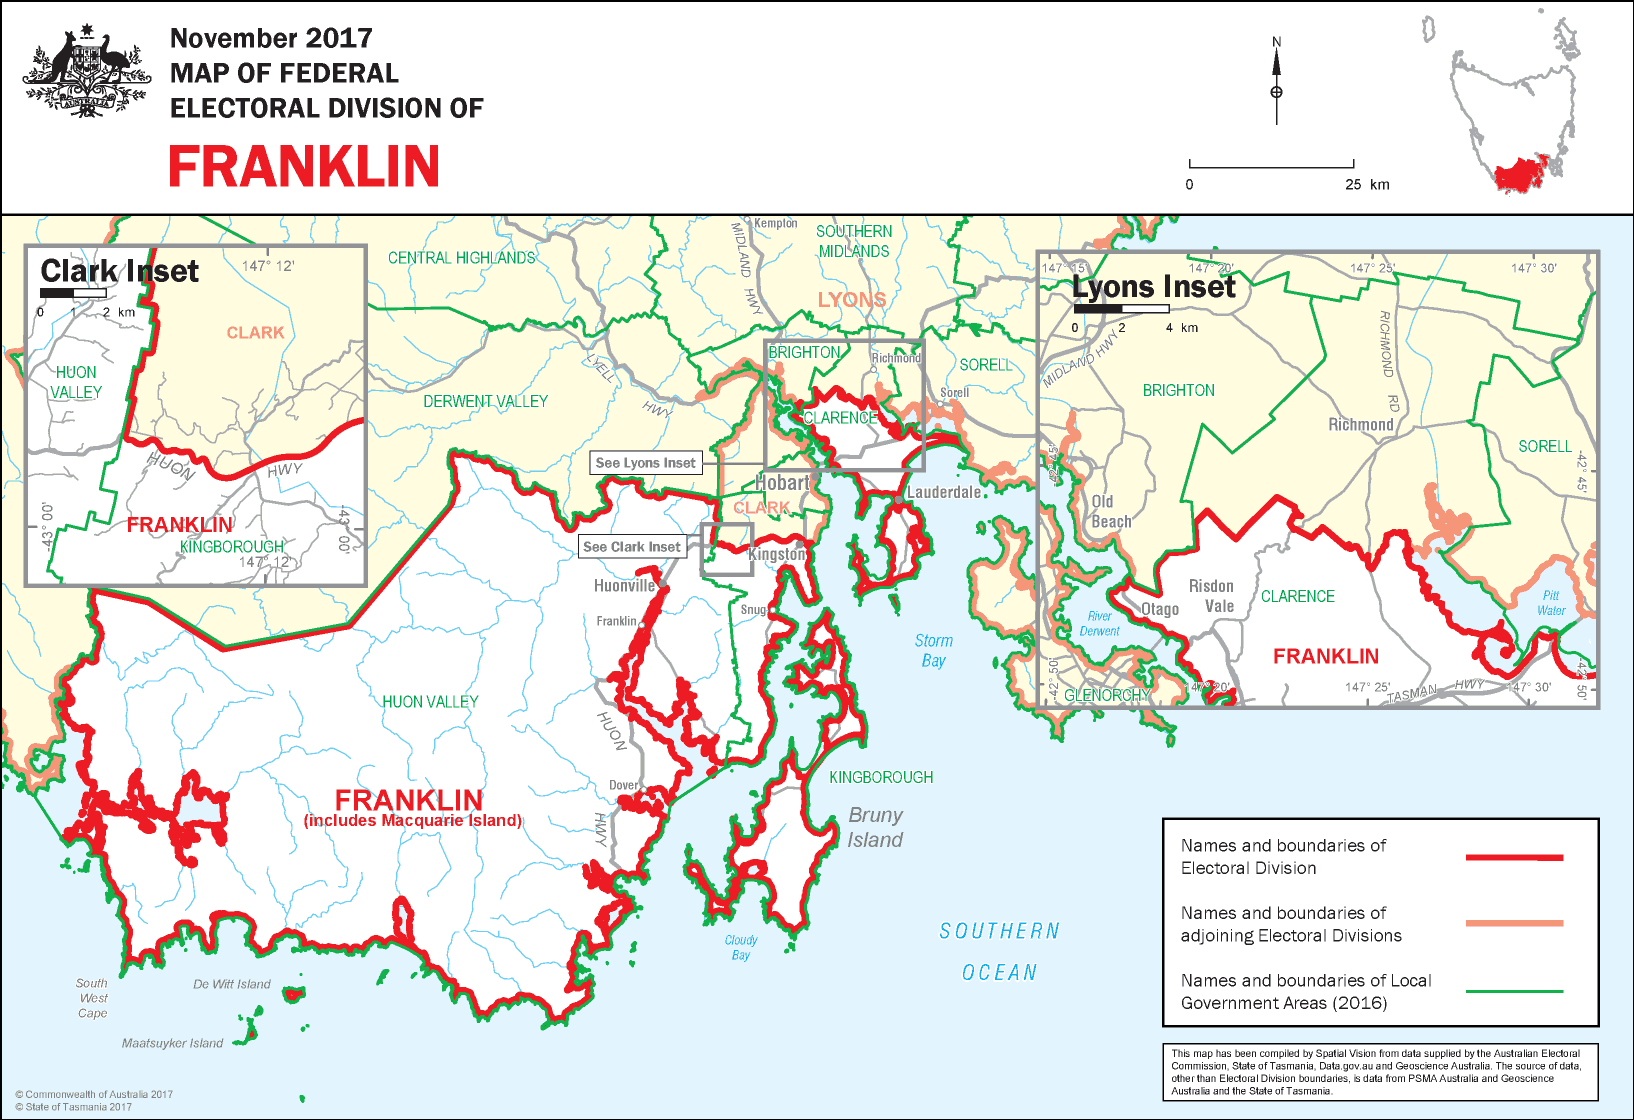 November 2017
MAP OF FEDERAL
ELECTORAL DIVISION OF
FRANKLIN
AUSTRALIA
N
0 25 km
Clark Inset
0 1 2 km
147° 12'
CLARK
HUON
VALLEY
HUON
HWY
-43° 00'
-43° 00'
FRANKLIN
KINGBOROUGH
147° 12'
Kempton
CENTRAL HIGHLANDS
MIDLAND HWY
SOUTHERN
MIDLANDS
LYONS
BRIGHTON
Richmond
SORELL
LYELL
HWY
DERWENT VALLEY
Sorell
CLARENCE
See Lyons Inset
Hobart
Lauderdale
CLARK
See Clark Inset
Kingston
Huonville
Snug
Franklin
Storm
Bay
HUON VALLEY
HUON
HWY
Dover
KINGBOROUGH
FRANKLIN
(includes Macquarie Island)
Bruny
Island
SOUTHERN
OCEAN
Cloudy
Bay
South
West
Cape
De Witt Island
Maatsuyker Island
Lyons Inset
0 2 4 km
147° 15'
147° 20'
147° 25'
147° 30'
MIDLAND HWY
RICHMOND
RD
BRIGHTON
Richmond
SORELL
-42° 45'
-42° 45'
Old
Beach
Risdon
Vale
CLARENCE
Otago
River
Derwent
Pitt
Water
FRANKLIN
-42° 50'
-42° 50'
GLENORCHY
147° 20'
147° 25'
TASMAN HWY
147° 30'
Names and boundaries of
Electoral Division
Names and boundaries of
adjoining Electoral Divisions
Names and boundaries of Local
Government Areas (2016)
This map has been compiled by Spatial Vision from data supplied by the Australian Electoral
Commission, State of Tasmania, Data.gov.au and Geoscience Australia. The source of data,
other than Electoral Division boundaries, is data from PSMA Australia and Geoscience
Australia and the State of Tasmania.
© Commonwealth of Australia 2017
© State of Tasmania 2017